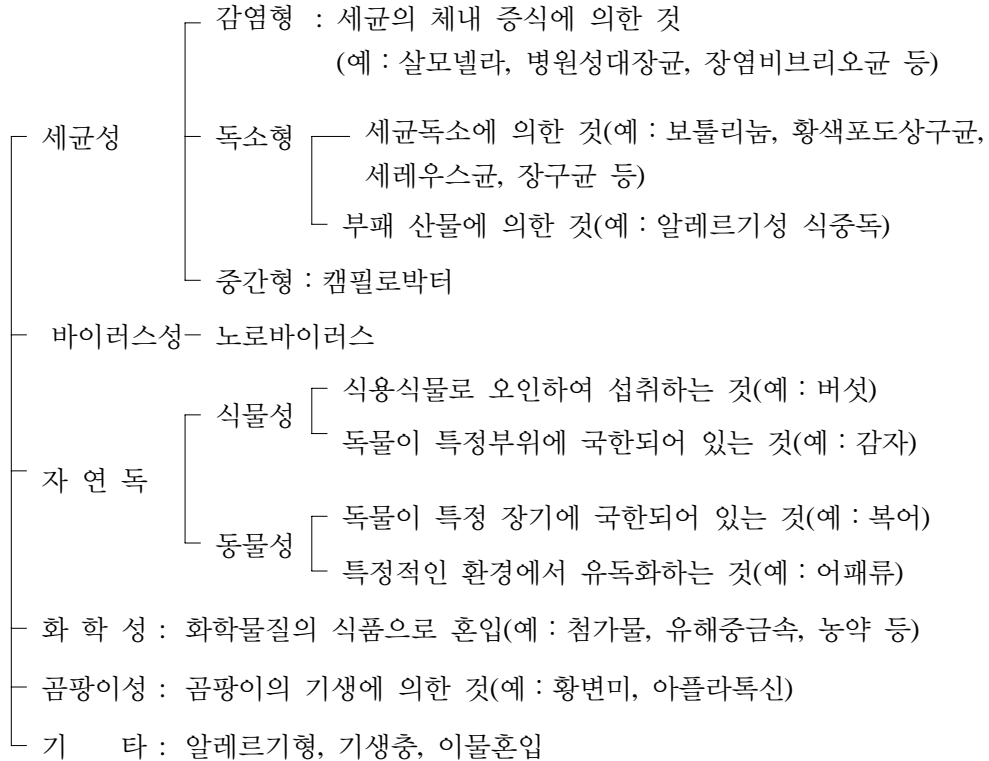 감염형 : 세균의 체내 증식에 의한 것
(예 : 살모넬라, 병원성대장균, 장염비브리오균 등)
세균성
독소형
세균독소에 의한 것(예 : 보툴리눔, 황색포도상구균,
세레우스균, 장구균 등)
부패 산물에 의한 것(예 : 알레르기성 식중독)
중간형 : 캠필로박터
바이러스성 노로바이러스
식물성
식용식물로 오인하여 섭취하는 것(예 : 버섯)
독물이 특정부위에 국한되어 있는 것(예 : 감자)
자 연 독
동물성
독물이 특정 장기에 국한되어 있는 것(예 : 복어)
특정적인 환경에서 유독화하는 것(예 : 어패류)
화 학 성 : 화학물질의 식품으로 혼입(예 : 첨가물, 유해중금속, 농약 등)
곰팡이성 : 곰팡이의 기생에 의한 것(예 : 황변미, 아플라톡신)
기 타 : 알레르기형, 기생충, 이물혼입